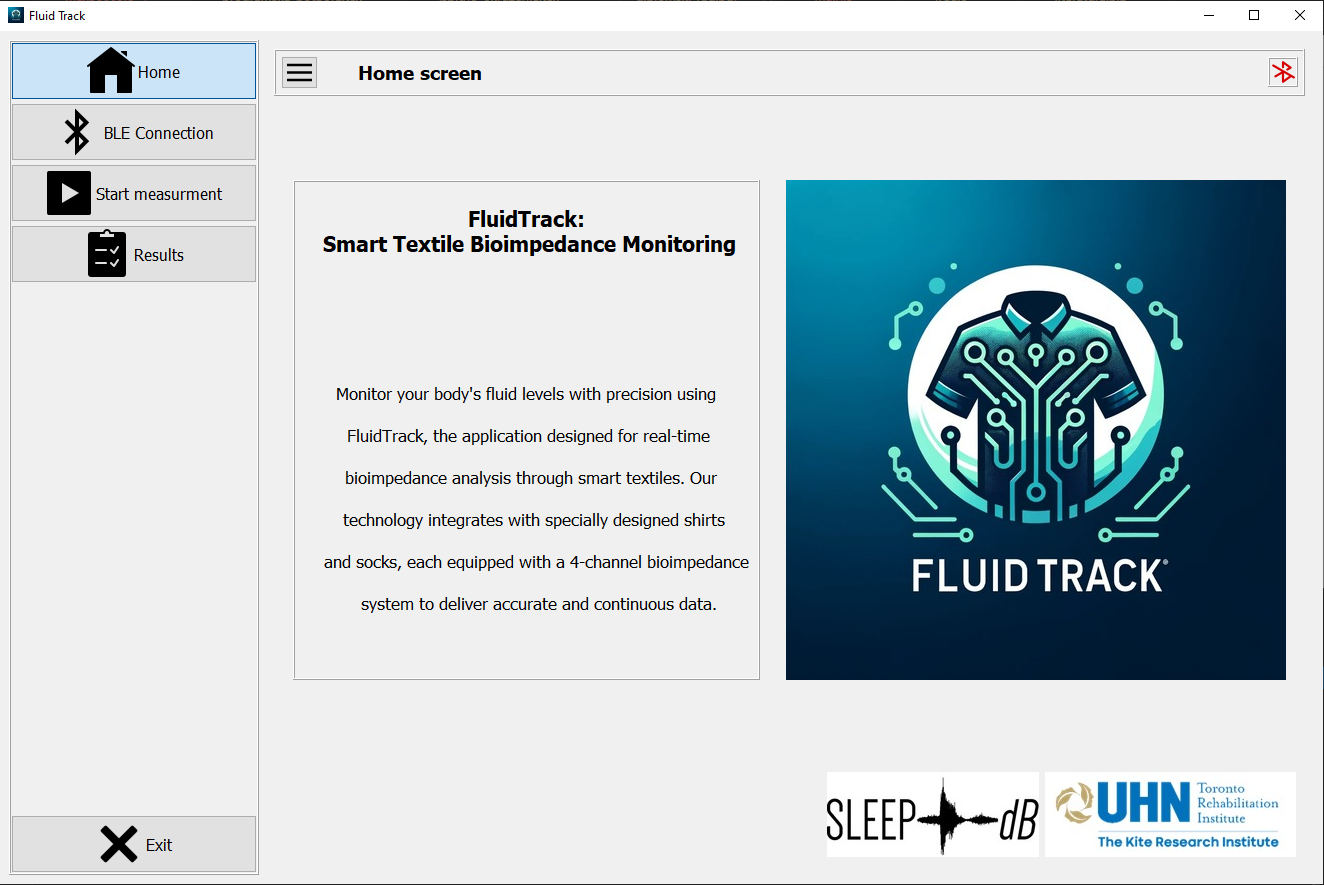 Fluid Track
Home
Home screen
BLE Connection
Start measurment
Results
FluidTrack:
Smart Textile Bioimpedance Monitoring
Monitor your body's fluid levels with precision using
FluidTrack, the application designed for real-time
bioimpedance analysis through smart textiles. Our
technology integrates with specially designed shirts
and socks, each equipped with a 4-channel bioimpedance
system to deliver accurate and continuous data.
FLUID TRACK
SLEEP dB
UHN
Toronto
Rehabilitation
Institute
The Kite Research Institute
Exit